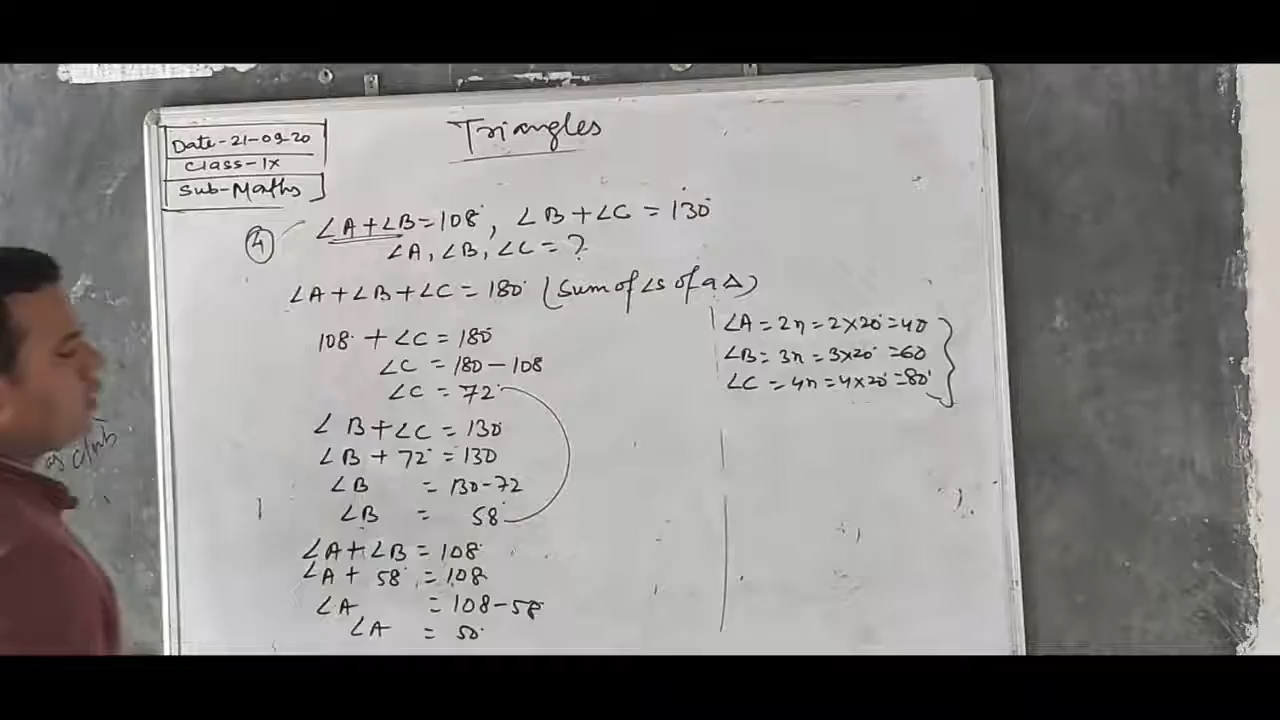 Date-21-09-20
Class-IX
Sub-Maths
Triangles
4 ∠A+∠B=108°, ∠B+∠C=130°
∠A, ∠B, ∠C=?
∠A+∠B+∠C=180° (Sum of ∠s of a Δ)
108°+∠C=180°
∠C=180-108
∠C=72°
∠B+∠C=130°
∠B+72°=130
∠B=130-72
∠B=58°
∠A+∠B=108°
∠A+58°=108°
∠A=108-58°
∠A=50°
∠A=2x=2×20°=40
∠B=3x=3×20°=60
∠C=4x=4×20°=80°